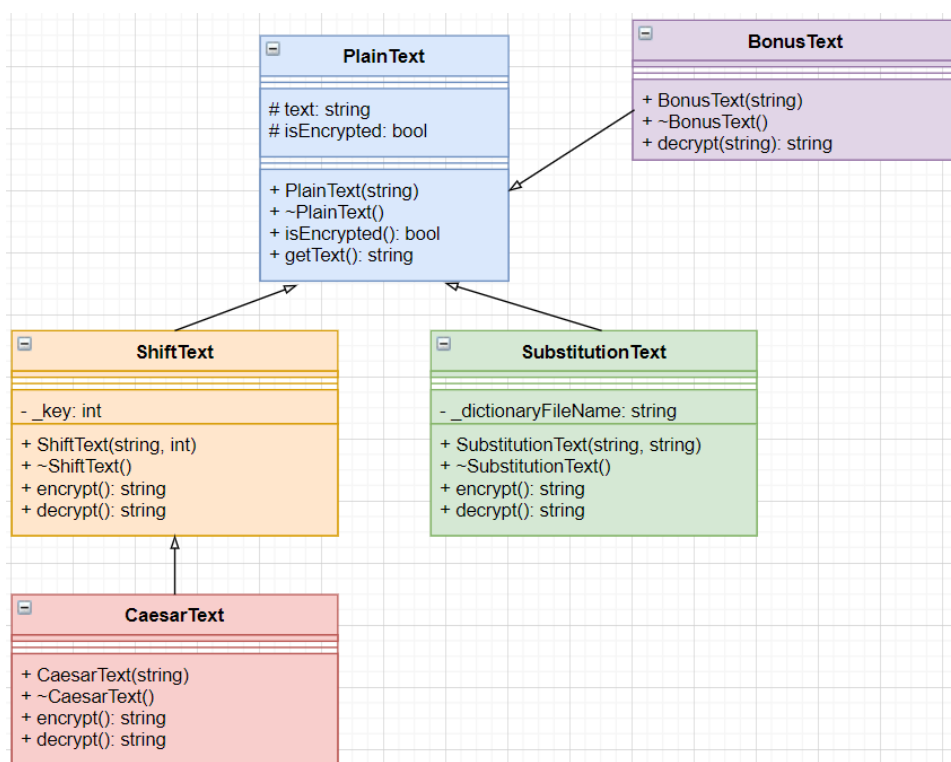 PlainText
# text: string
# isEncrypted: bool
+ PlainText(string)
+ ~PlainText()
+ isEncrypted(): bool
+ getText(): string
BonusText
+ BonusText(string)
+ ~BonusText()
+ decrypt(string): string
ShiftText
- _key: int
+ ShiftText(string, int)
+ ~ShiftText()
+ encrypt(): string
+ decrypt(): string
SubstitutionText
- _dictionaryFileName: string
+ SubstitutionText(string, string)
+ ~SubstitutionText()
+ encrypt(): string
+ decrypt(): string
CaesarText
+ CaesarText(string)
+ ~CaesarText()
+ encrypt(): string
+ decrypt(): string